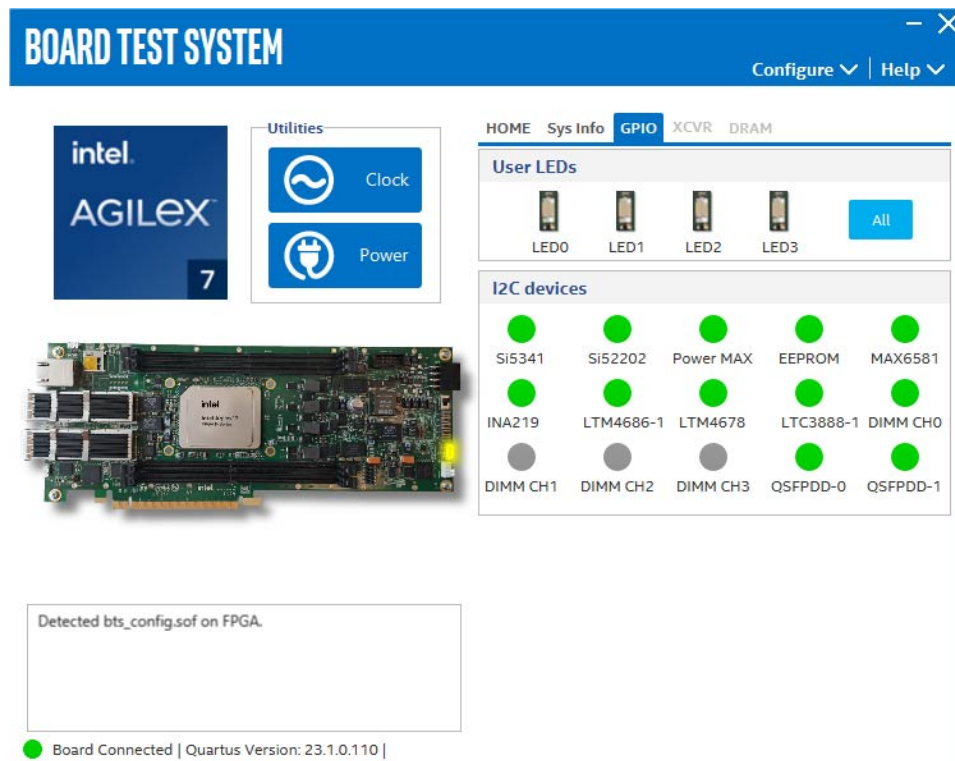 BOARD TEST SYSTEM
Configure | Help
intel.
AGILEX™
7
Utilities
Clock
Power
HOME Sys Info GPIO XCVR DRAM
User LEDs
LED0 LED1 LED2 LED3 All
I2C devices
Si5341 Si52202 Power MAX EEPROM MAX6581
INA219 LTM4686-1 LTM4678 LTC3888-1 DIMM CH0
DIMM CH1 DIMM CH2 DIMM CH3 QSFPDD-0 QSFPDD-1
intel
intel
Detected bts_config.sof on FPGA.
Board Connected | Quartus Version: 23.1.0.110 |